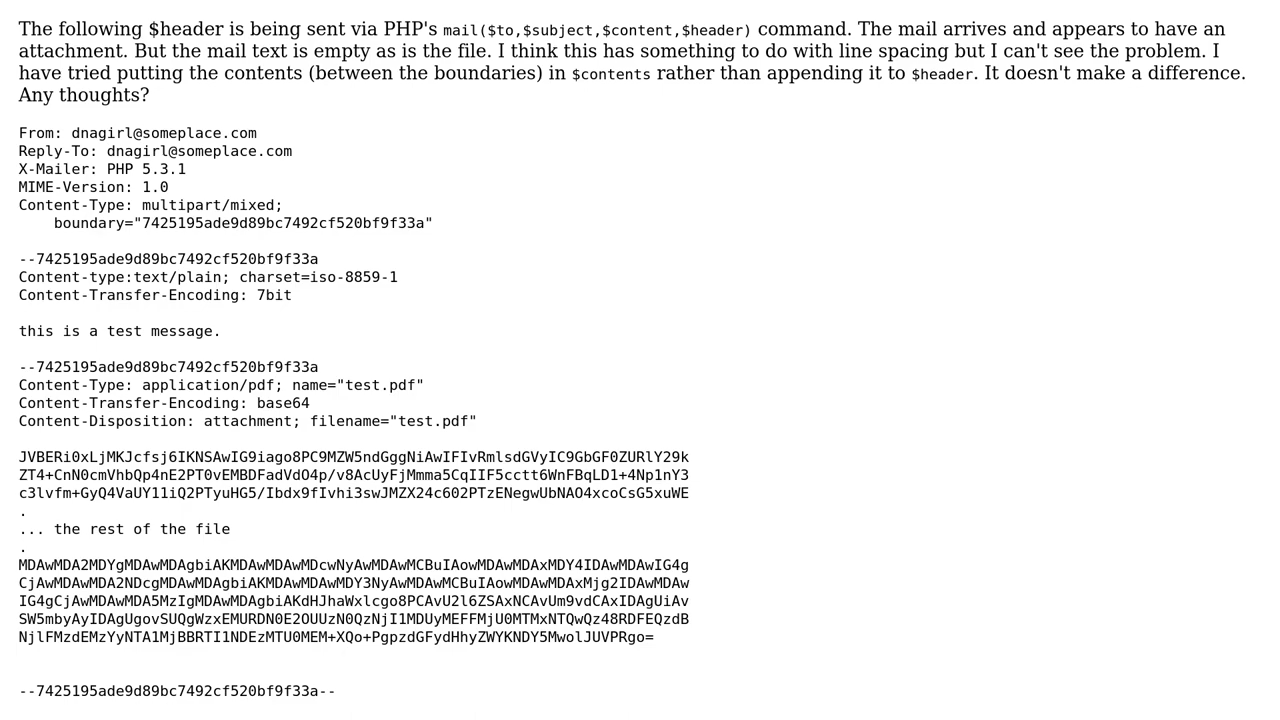 The following $header is being sent via PHP's mail($to,$subject,$content,$header) command. The mail arrives and appears to have an
attachment. But the mail text is empty as is the file. I think this has something to do with line spacing but I can't see the problem. I
have tried putting the contents (between the boundaries) in $contents rather than appending it to $header. It doesn't make a difference.
Any thoughts?
From: dnagirl@someplace.com
Reply-To: dnagirl@someplace.com
X-Mailer: PHP 5.3.1
MIME-Version: 1.0
Content-Type: multipart/mixed;
    boundary="7425195ade9d89bc7492cf520bf9f33a"
--7425195ade9d89bc7492cf520bf9f33a
Content-type:text/plain; charset=iso-8859-1
Content-Transfer-Encoding: 7bit
this is a test message.
--7425195ade9d89bc7492cf520bf9f33a
Content-Type: application/pdf; name="test.pdf"
Content-Transfer-Encoding: base64
Content-Disposition: attachment; filename="test.pdf"
JVBERi0xLjMKJcfsj6IKNSAwIG9iago8PC9MZW5ndGggNiAwIFIvRmlsdGVyIC9GbGF0ZURlY29k
ZT4+CnN0cmVhbQp4nE2PT0vEMBDFadVdO4p/v8AcUyFjMmma5CqIIF5cctt6WnFBqLD1+4Np1nY3
c3lvfm+GyQ4VaUY11iQ2PTyuHG5/Ibdx9fIvhi3swJMZX24c602PTzENegwUbNAO4xcoCsG5xuWE
.
... the rest of the file
.
MDAwMDA2MDYgMDAwMDAgbiAKMDAwMDAwMDcwNyAwMDAwMCBuIAowMDAwMDAxMDY4IDAwMDAwIG4g
CjAwMDAwMDA2NDcgMDAwMDAgbiAKMDAwMDAwMDY3NyAwMDAwMCBuIAowMDAwMDAxMjg2IDAwMDAw
IG4gCjAwMDAwMDA5MzIgMDAwMDAgbiAKdHJhaWxlcgo8PCAvU2l6ZSAxNCAvUm9vdCAxIDAgUiAv
SW5mbyAyIDAgUgovSUQgWzxEMURDN0E2OUUzN0QzNjI1MDUyMEFFMjU0MTMxNTQwQz48RDFEQzdB
NjlFMzdEMzYyNTA1MjBBRTI1NDEzMTU0MEM+XQo+PgpzdGFydHhyZWYKNDY5MwolJUVPRgo=
--7425195ade9d89bc7492cf520bf9f33a--